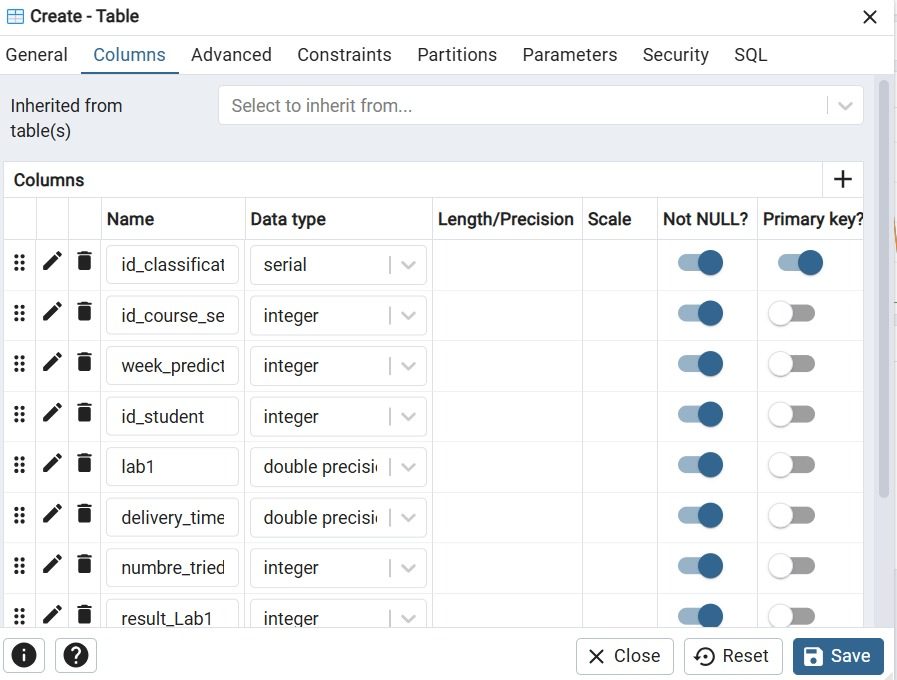 Create - Table
General Columns Advanced Constraints Partitions Parameters Security SQL
Inherited from
table(s)
Select to inherit from...
Columns
Name Data type Length/Precision Scale Not NULL? Primary key?
id_classificat serial
id_course_se integer
week_predict integer
id_student integer
lab1 double precisi
delivery_time double precisi
numbre_tried integer
result_Lab1 integer
Close Reset Save